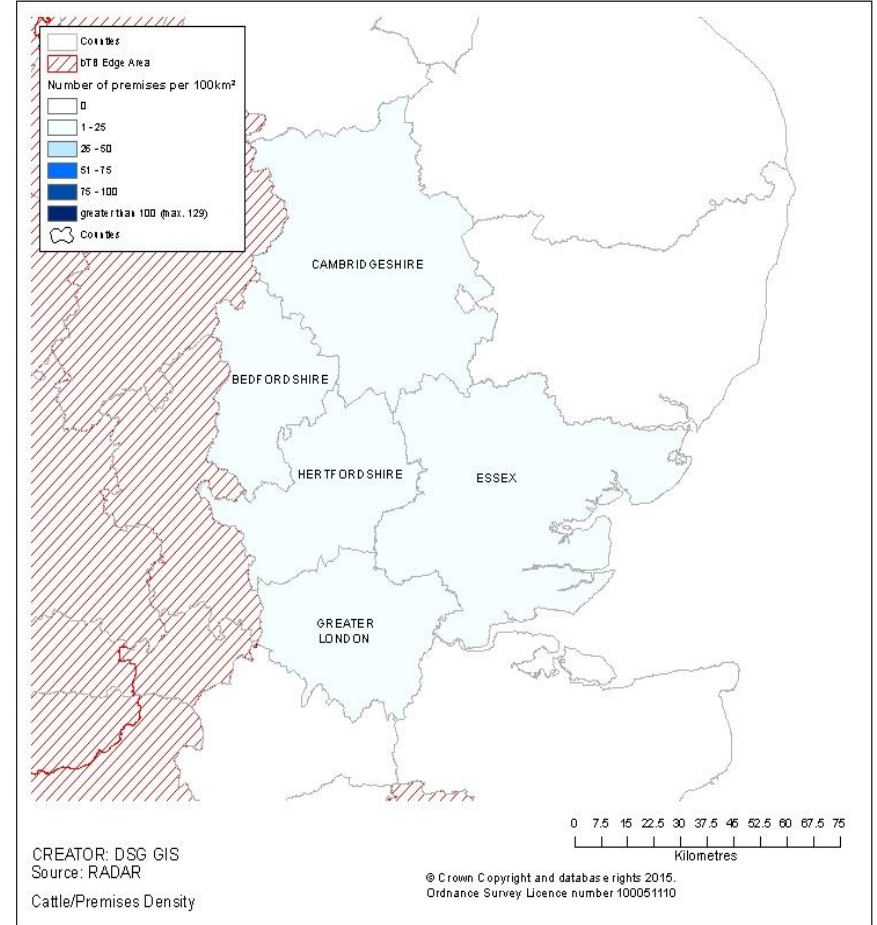 Counties
bTB Edge Area
Number of premises per 100km²
0
1 - 25
26 - 50
51 - 75
75 - 100
greater than 100 (max. 129)
Counties
CAMBRIDGESHIRE
BEDFORDSHIRE
HERTFORDSHIRE
ESSEX
GREATER
LONDON
0 7.5 15 22.5 30 37.5 45 52.5 60 67.5 75
Kilometres
CREATOR: DSG GIS
Source: RADAR
Cattle/Premises Density
© Crown Copyright and database rights 2015.
Ordnance Survey Licence number 100051110